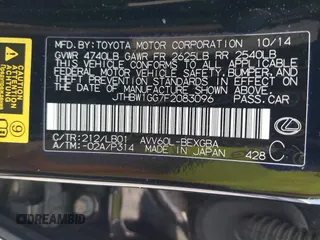 MFD. BY: TOYOTA MOTOR CORPORATION 10/14
GVWR 4740LB GAWR FR 2625LB RR 2540LB
THIS VEHICLE CONFORMS TO ALL APPLICABLE
FEDERAL MOTOR VEHICLE SAFETY, BUMPER, AND
THEFT PREVENTION STANDARDS IN EFFECT ON
THE DATE OF MANUFACTURE SHOWN ABOVE.
JTHBW1GG7F2083096 PASS. CAR
C/TR: 212/LB01 AVV60L-BEXGBA
A/TM: -02A/P314 MADE IN JAPAN 428
C
9
DREAMBID